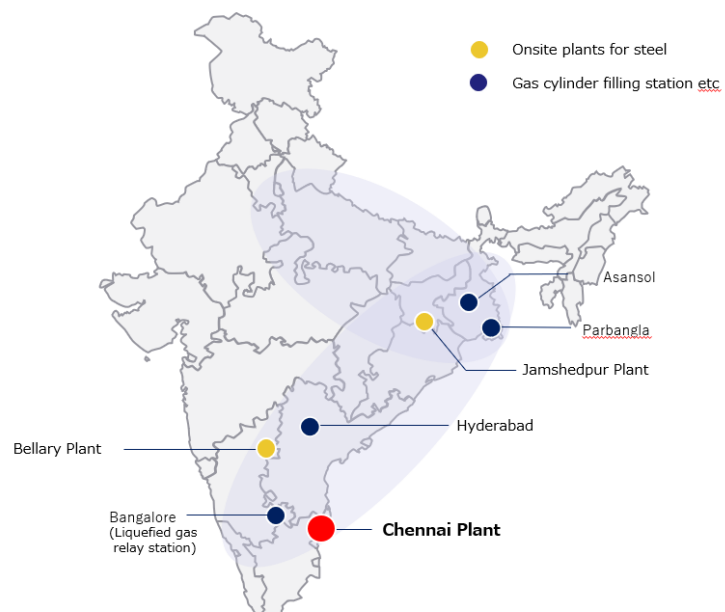 Onsite plants for steel
Gas cylinder filling station etc
Asansol
Parbangla
Jamshedpur Plant
Hyderabad
Bellary Plant
Bangalore
(Liquefied gas
relay station)
Chennai Plant